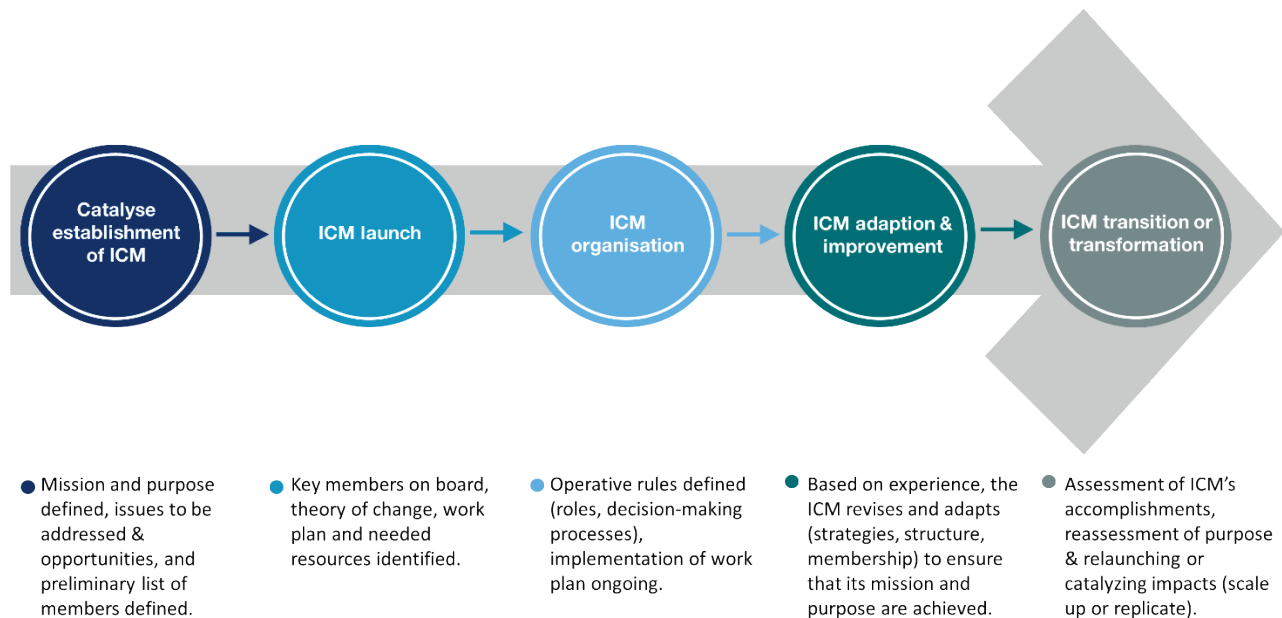 Catalyse
establishment
of ICM
ICM launch
ICM
organisation
ICM adaption &
improvement
ICM transition or
transformation
Mission and purpose
defined, issues to be
addressed &
opportunities, and
preliminary list of
members defined.
Key members on board,
theory of change, work
plan and needed
resources identified.
Operative rules defined
(roles, decision-making
processes),
implementation of work
plan ongoing.
Based on experience, the
ICM revises and adapts
(strategies, structure,
membership) to ensure
that its mission and
purpose are achieved.
Assessment of ICM’s
accomplishments,
reassessment of purpose
& relaunching or
catalyzing impacts (scale
up or replicate).